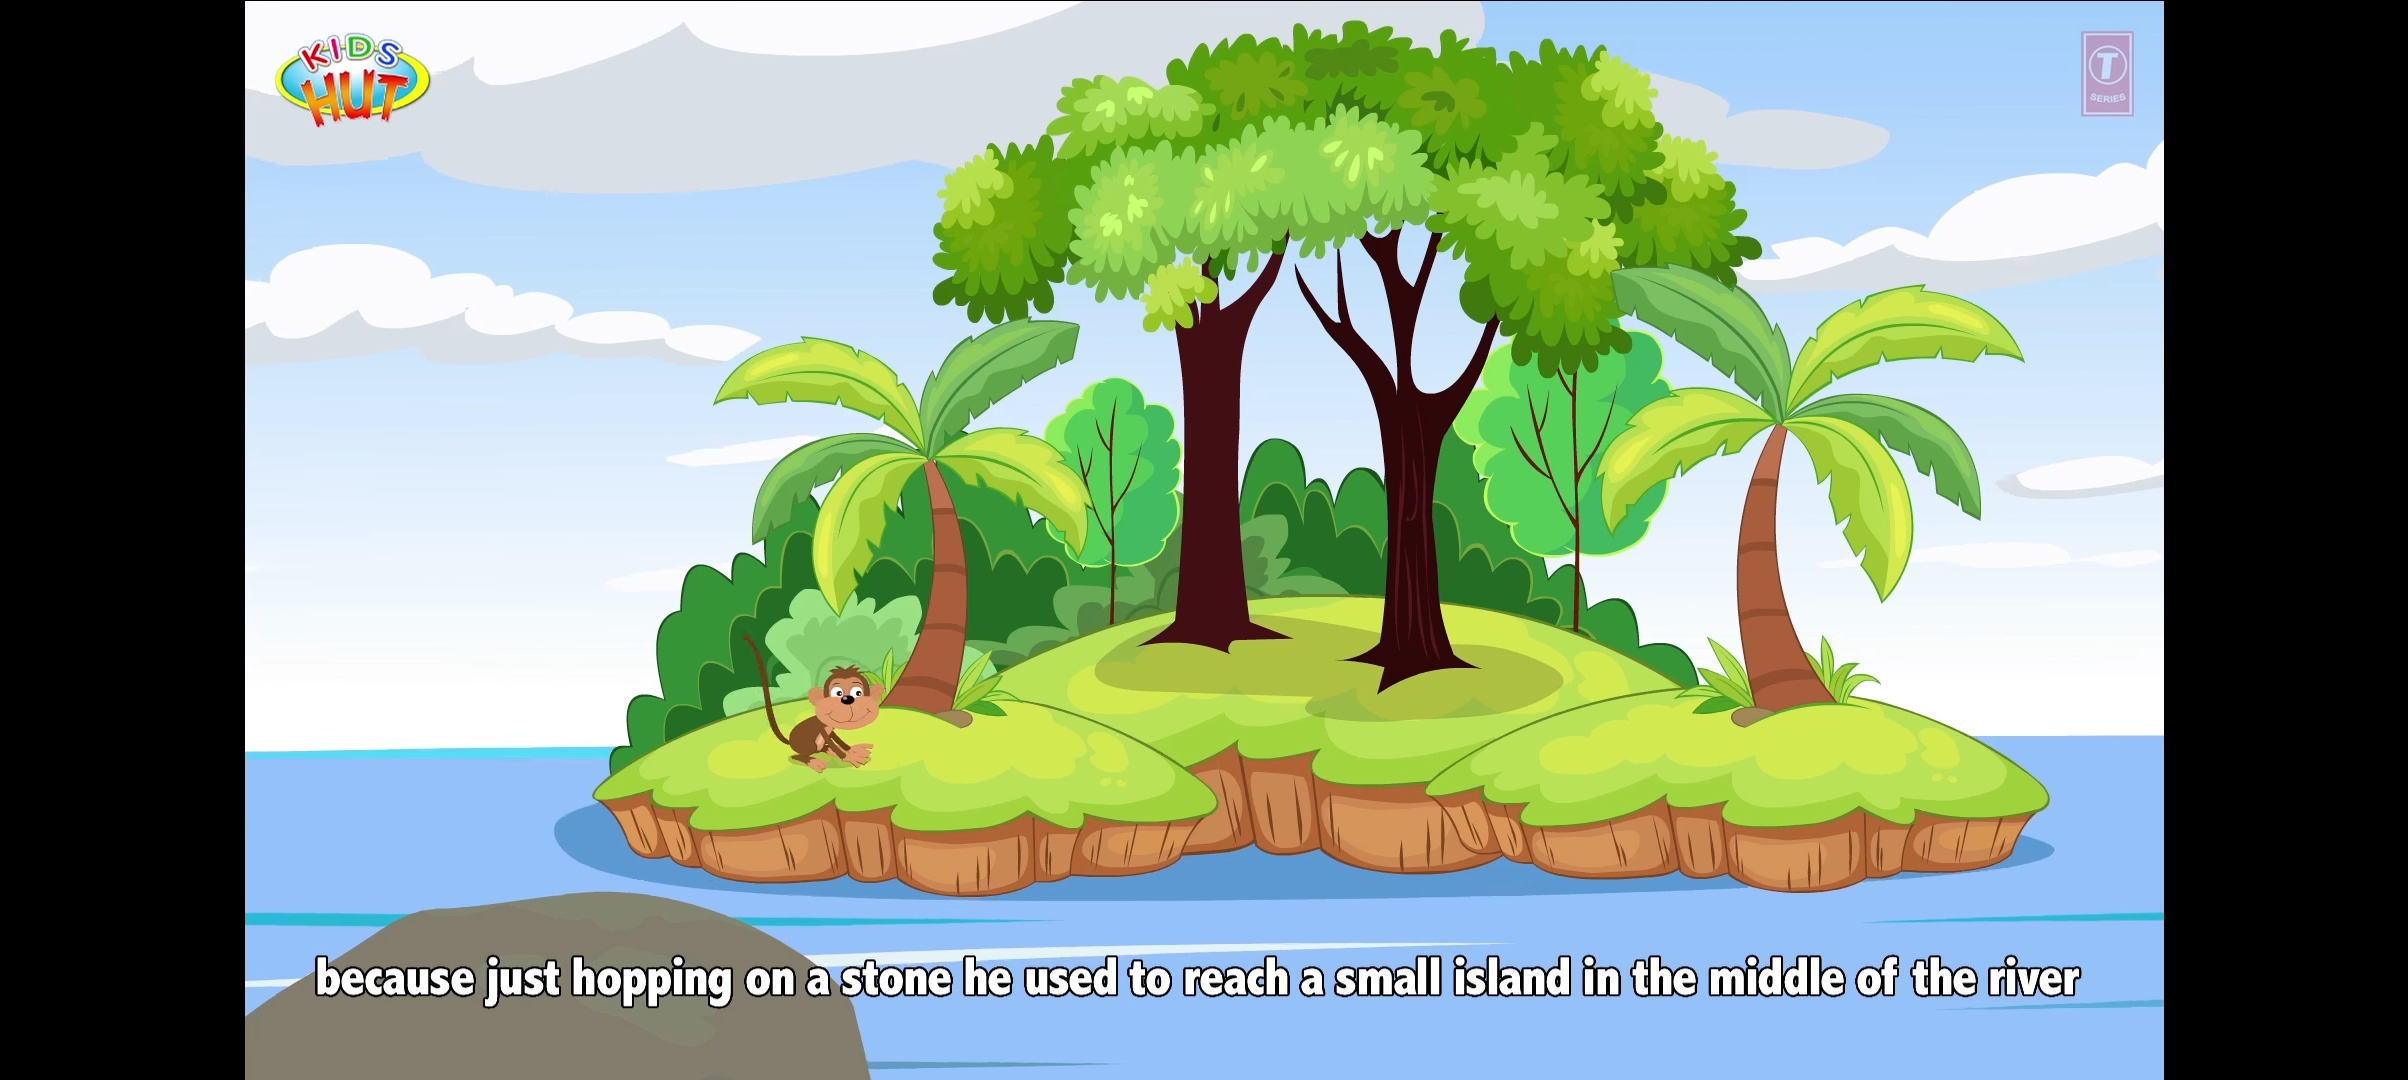 KIDS
HUT
T
SERIES
because just hopping on a stone he used to reach a small island in the middle of the river